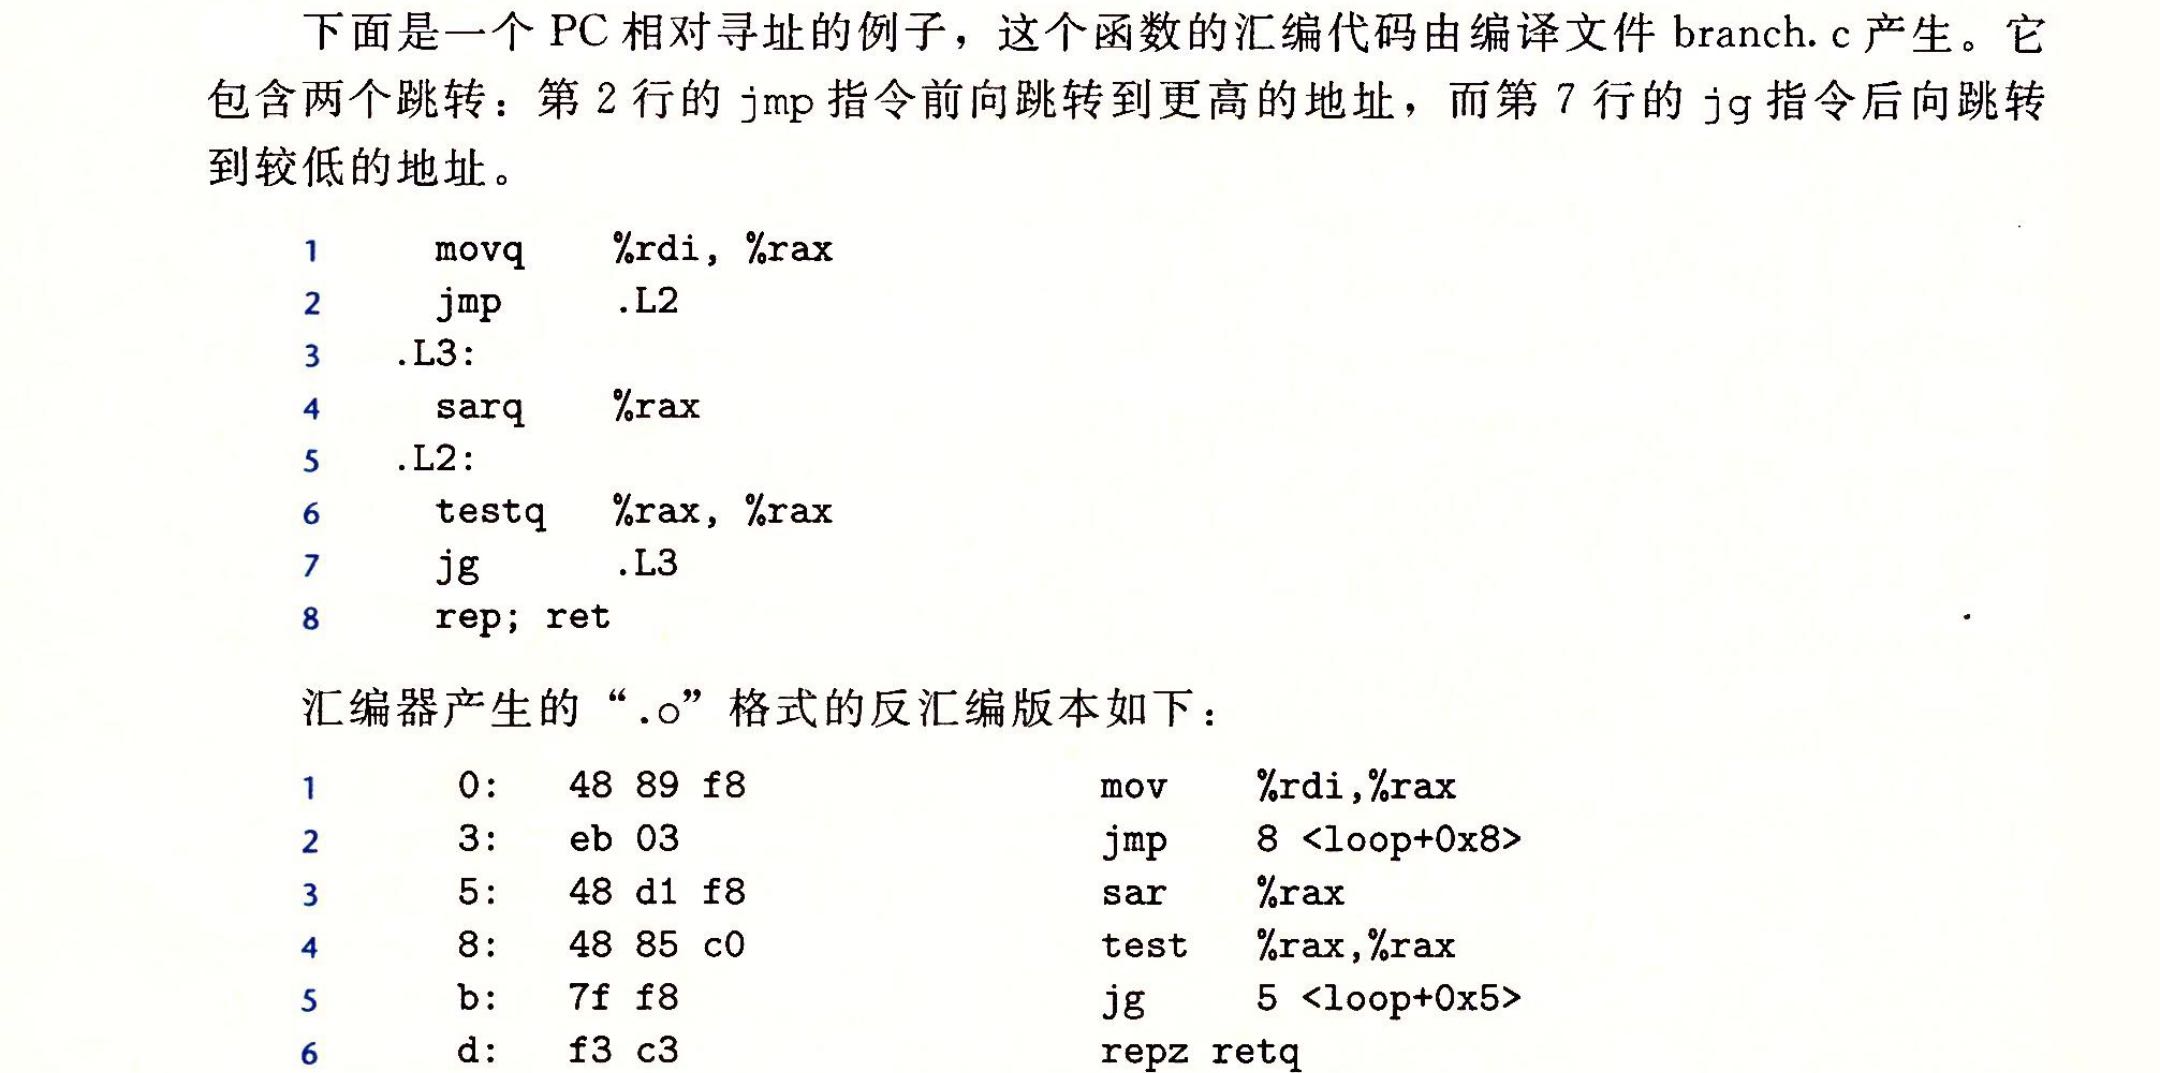 下面是一个 PC 相对寻址的例子，这个函数的汇编代码由编译文件 branch.c 产生。它
包含两个跳转：第 2 行的 jmp 指令前向跳转到更高的地址，而第 7 行的 jg 指令后向跳转
到较低的地址。
1 movq %rdi, %rax
2 jmp .L2
3 .L3:
4 sarq %rax
5 .L2:
6 testq %rax, %rax
7 jg .L3
8 rep; ret
汇编器产生的“.o”格式的反汇编版本如下：
1 0: 48 89 f8 mov %rdi,%rax
2 3: eb 03 jmp 8 <loop+0x8>
3 5: 48 d1 f8 sar %rax
4 8: 48 85 c0 test %rax,%rax
5 b: 7f f8 jg 5 <loop+0x5>
6 d: f3 c3 repz retq